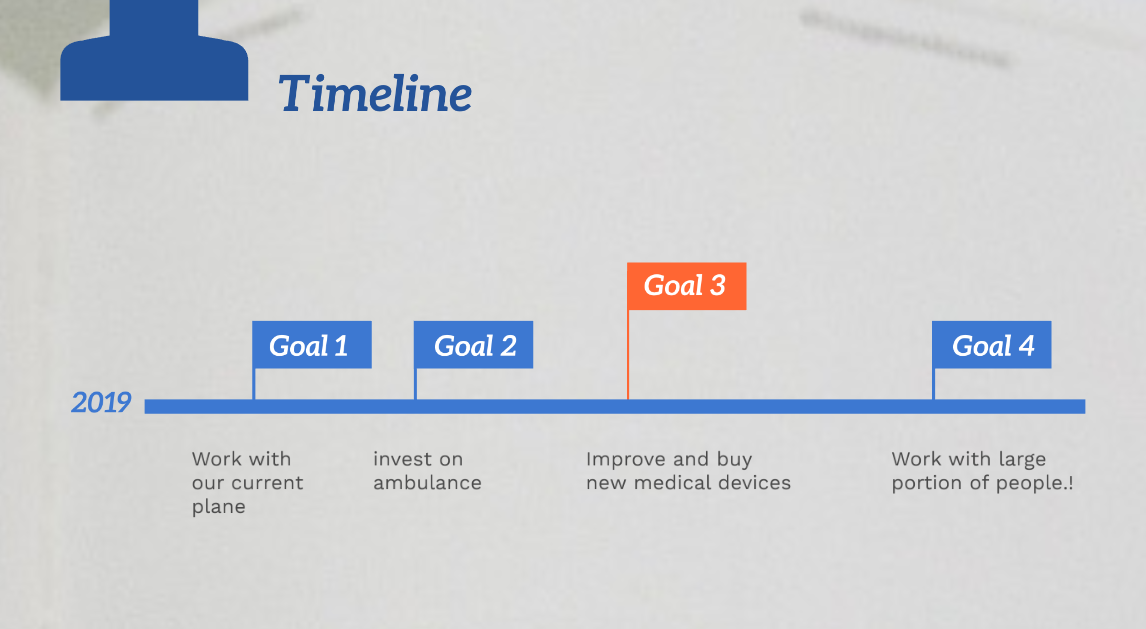 Timeline
Goal 3
Goal 1
Goal 2
Goal 4
2019
Work with
our current
plane
invest on
ambulance
Improve and buy
new medical devices
Work with large
portion of people.!